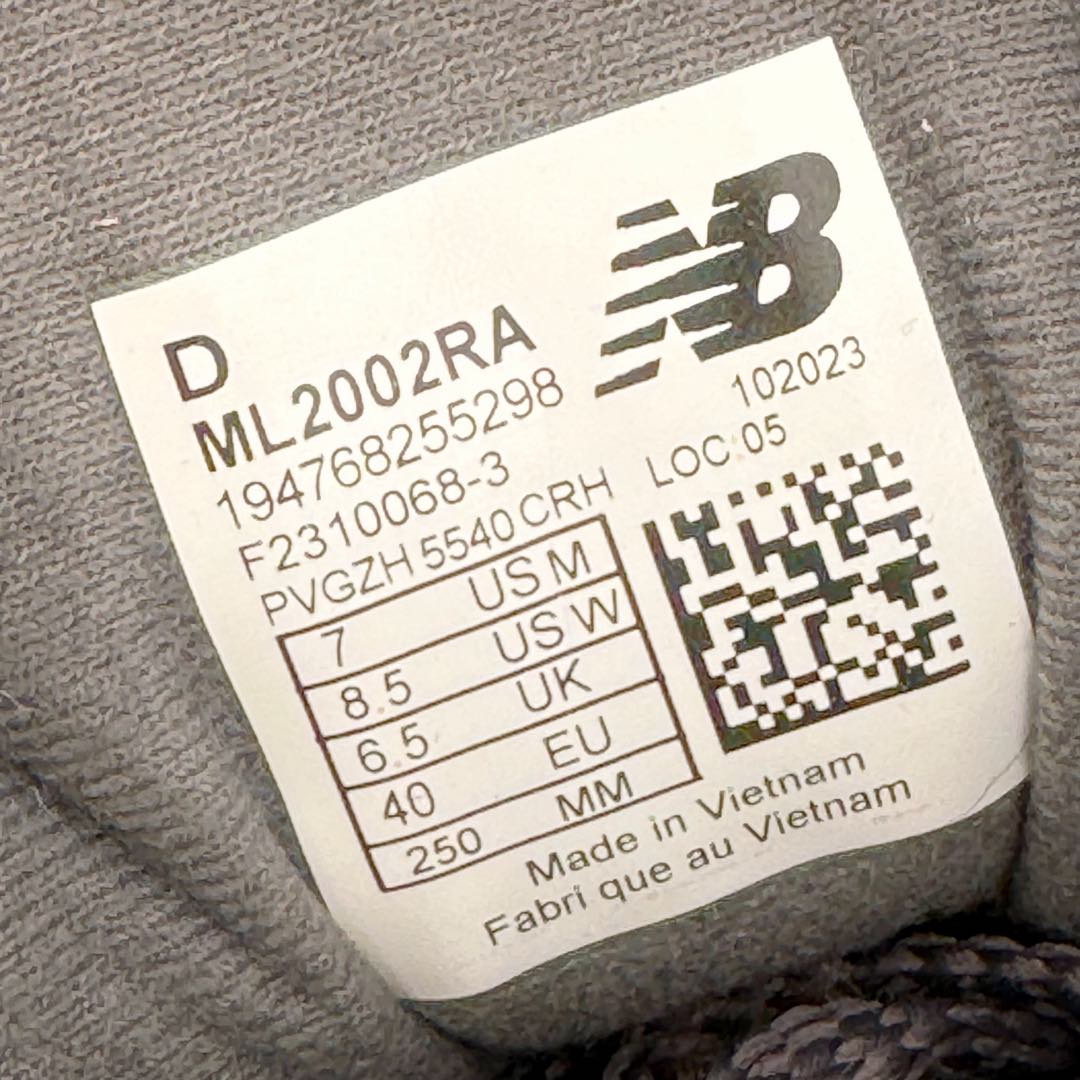 NB
D
ML2002RA
194768255298
102023
F2310068-3
LOC:05
PVGZH 5540 CRH
7 US M
8.5 US W
6.5 UK
40 EU
250 MM
Made in Vietnam
Fabri que au Vietnam